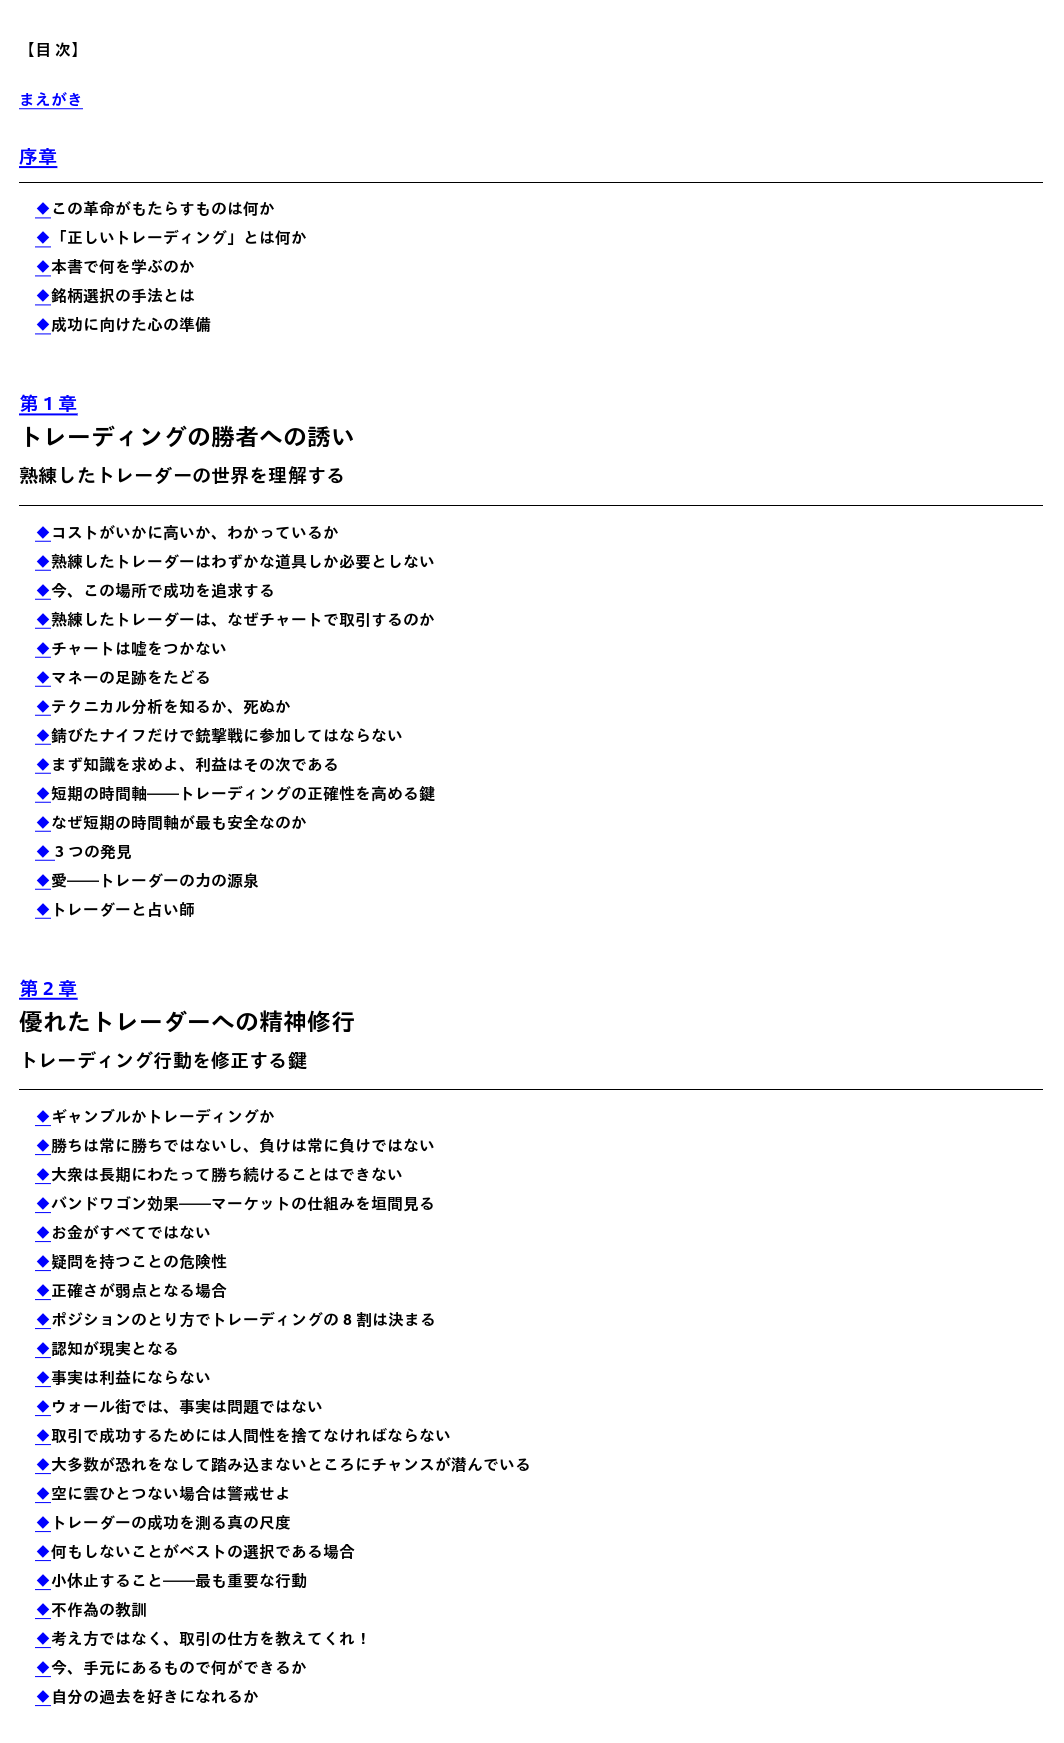 【目 次】
まえがき
序章
◆この革命がもたらすものは何か
◆「正しいトレーディング」とは何か
◆本書で何を学ぶのか
◆銘柄選択の手法とは
◆成功に向けた心の準備
第 1 章
トレーディングの勝者への誘い
熟練したトレーダーの世界を理解する
◆コストがいかに高いか、わかっているか
◆熟練したトレーダーはわずかな道具しか必要としない
◆今、この場所で成功を追求する
◆熟練したトレーダーは、なぜチャートで取引するのか
◆チャートは嘘をつかない
◆マネーの足跡をたどる
◆テクニカル分析を知るか、死ぬか
◆錆びたナイフだけで銃撃戦に参加してはならない
◆まず知識を求めよ、利益はその次である
◆短期の時間軸――トレーディングの正確性を高める鍵
◆なぜ短期の時間軸が最も安全なのか
◆ 3 つの発見
◆愛――トレーダーの力の源泉
◆トレーダーと占い師
第 2 章
優れたトレーダーへの精神修行
トレーディング行動を修正する鍵
◆ギャンブルかトレーディングか
◆勝ちは常に勝ちではないし、負けは常に負けではない
◆大衆は長期にわたって勝ち続けることはできない
◆バンドワゴン効果――マーケットの仕組みを垣間見る
◆お金がすべてではない
◆疑問を持つことの危険性
◆正確さが弱点となる場合
◆ポジションのとり方でトレーディングの 8 割は決まる
◆認知が現実となる
◆事実は利益にならない
◆ウォール街では、事実は問題ではない
◆取引で成功するためには人間性を捨てなければならない
◆大多数が恐れをなして踏み込まないところにチャンスが潜んでいる
◆空に雲ひとつない場合は警戒せよ
◆トレーダーの成功を測る真の尺度
◆何もしないことがベストの選択である場合
◆小休止すること――最も重要な行動
◆不作為の教訓
◆考え方ではなく、取引の仕方を教えてくれ！
◆今、手元にあるもので何ができるか
◆自分の過去を好きになれるか